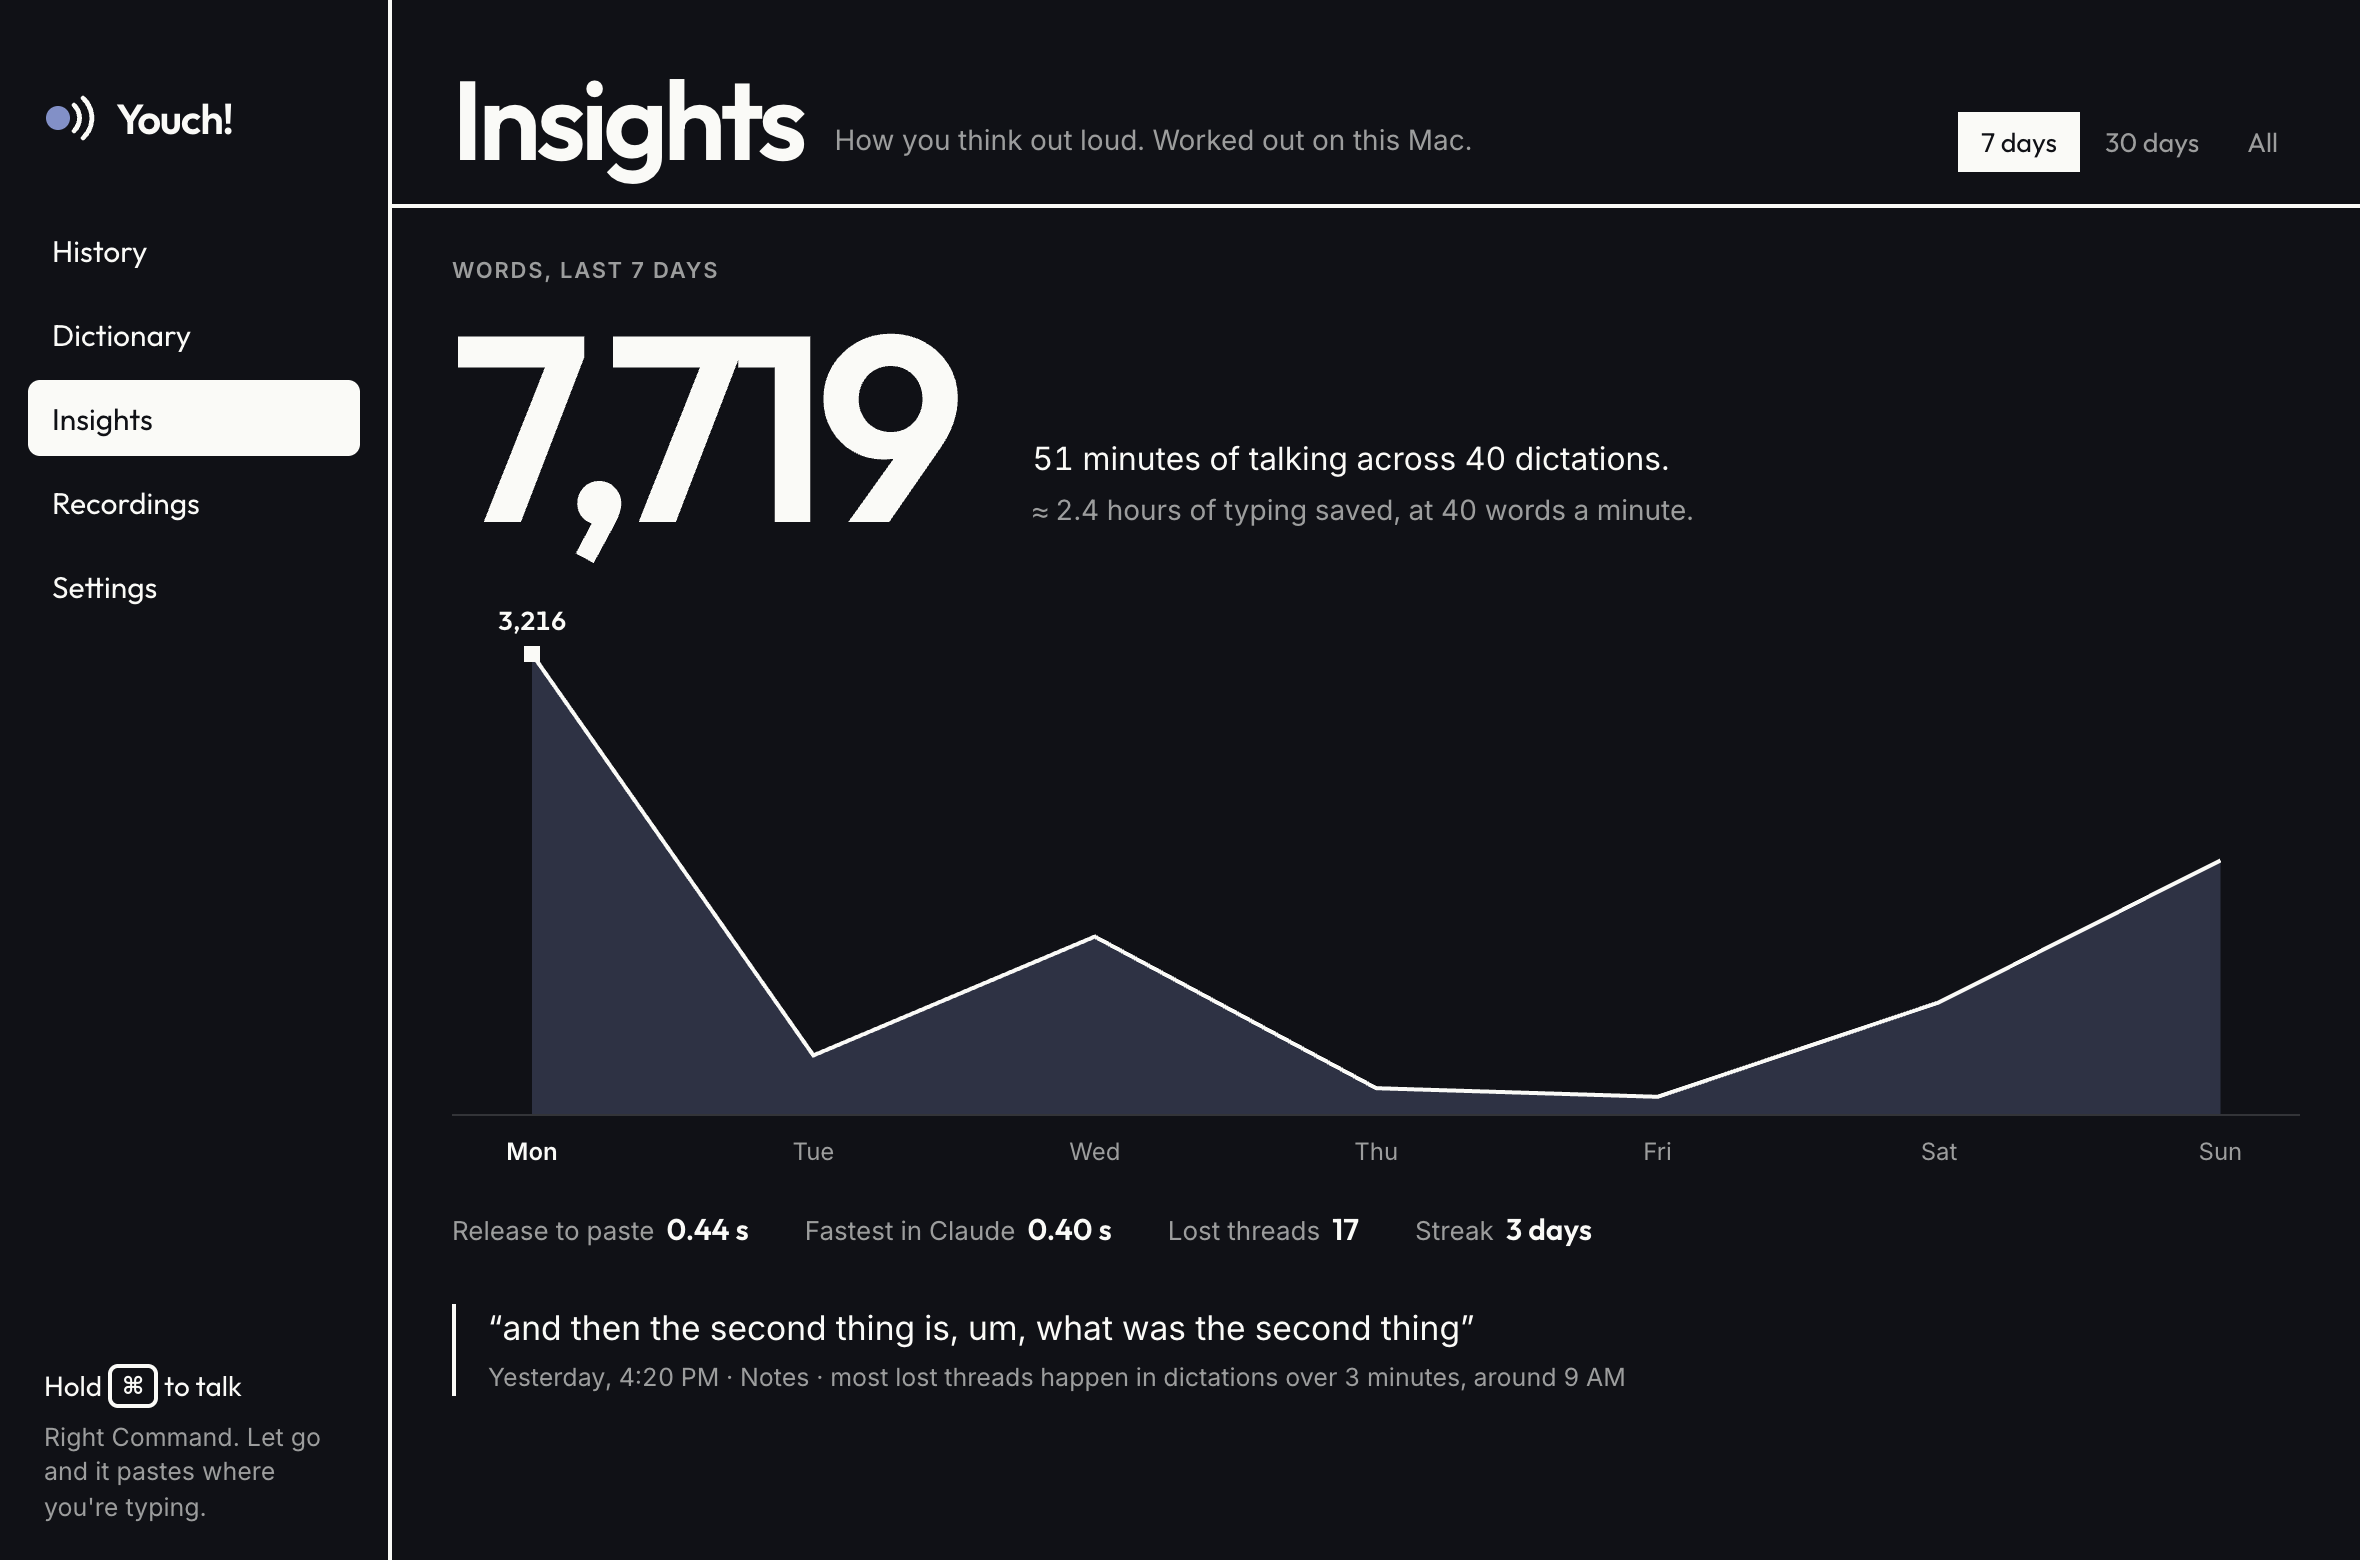 Youch!
History
Dictionary
Insights
Recordings
Settings
Hold ⌘ to talk
Right Command. Let go
and it pastes where
you're typing.
Insights
How you think out loud. Worked out on this Mac.
7 days
30 days
All
WORDS, LAST 7 DAYS
7,719
51 minutes of talking across 40 dictations.
≈ 2.4 hours of typing saved, at 40 words a minute.
3,216
Mon
Tue
Wed
Thu
Fri
Sat
Sun
Release to paste 0.44 s
Fastest in Claude 0.40 s
Lost threads 17
Streak 3 days
“and then the second thing is, um, what was the second thing”
Yesterday, 4:20 PM · Notes · most lost threads happen in dictations over 3 minutes, around 9 AM